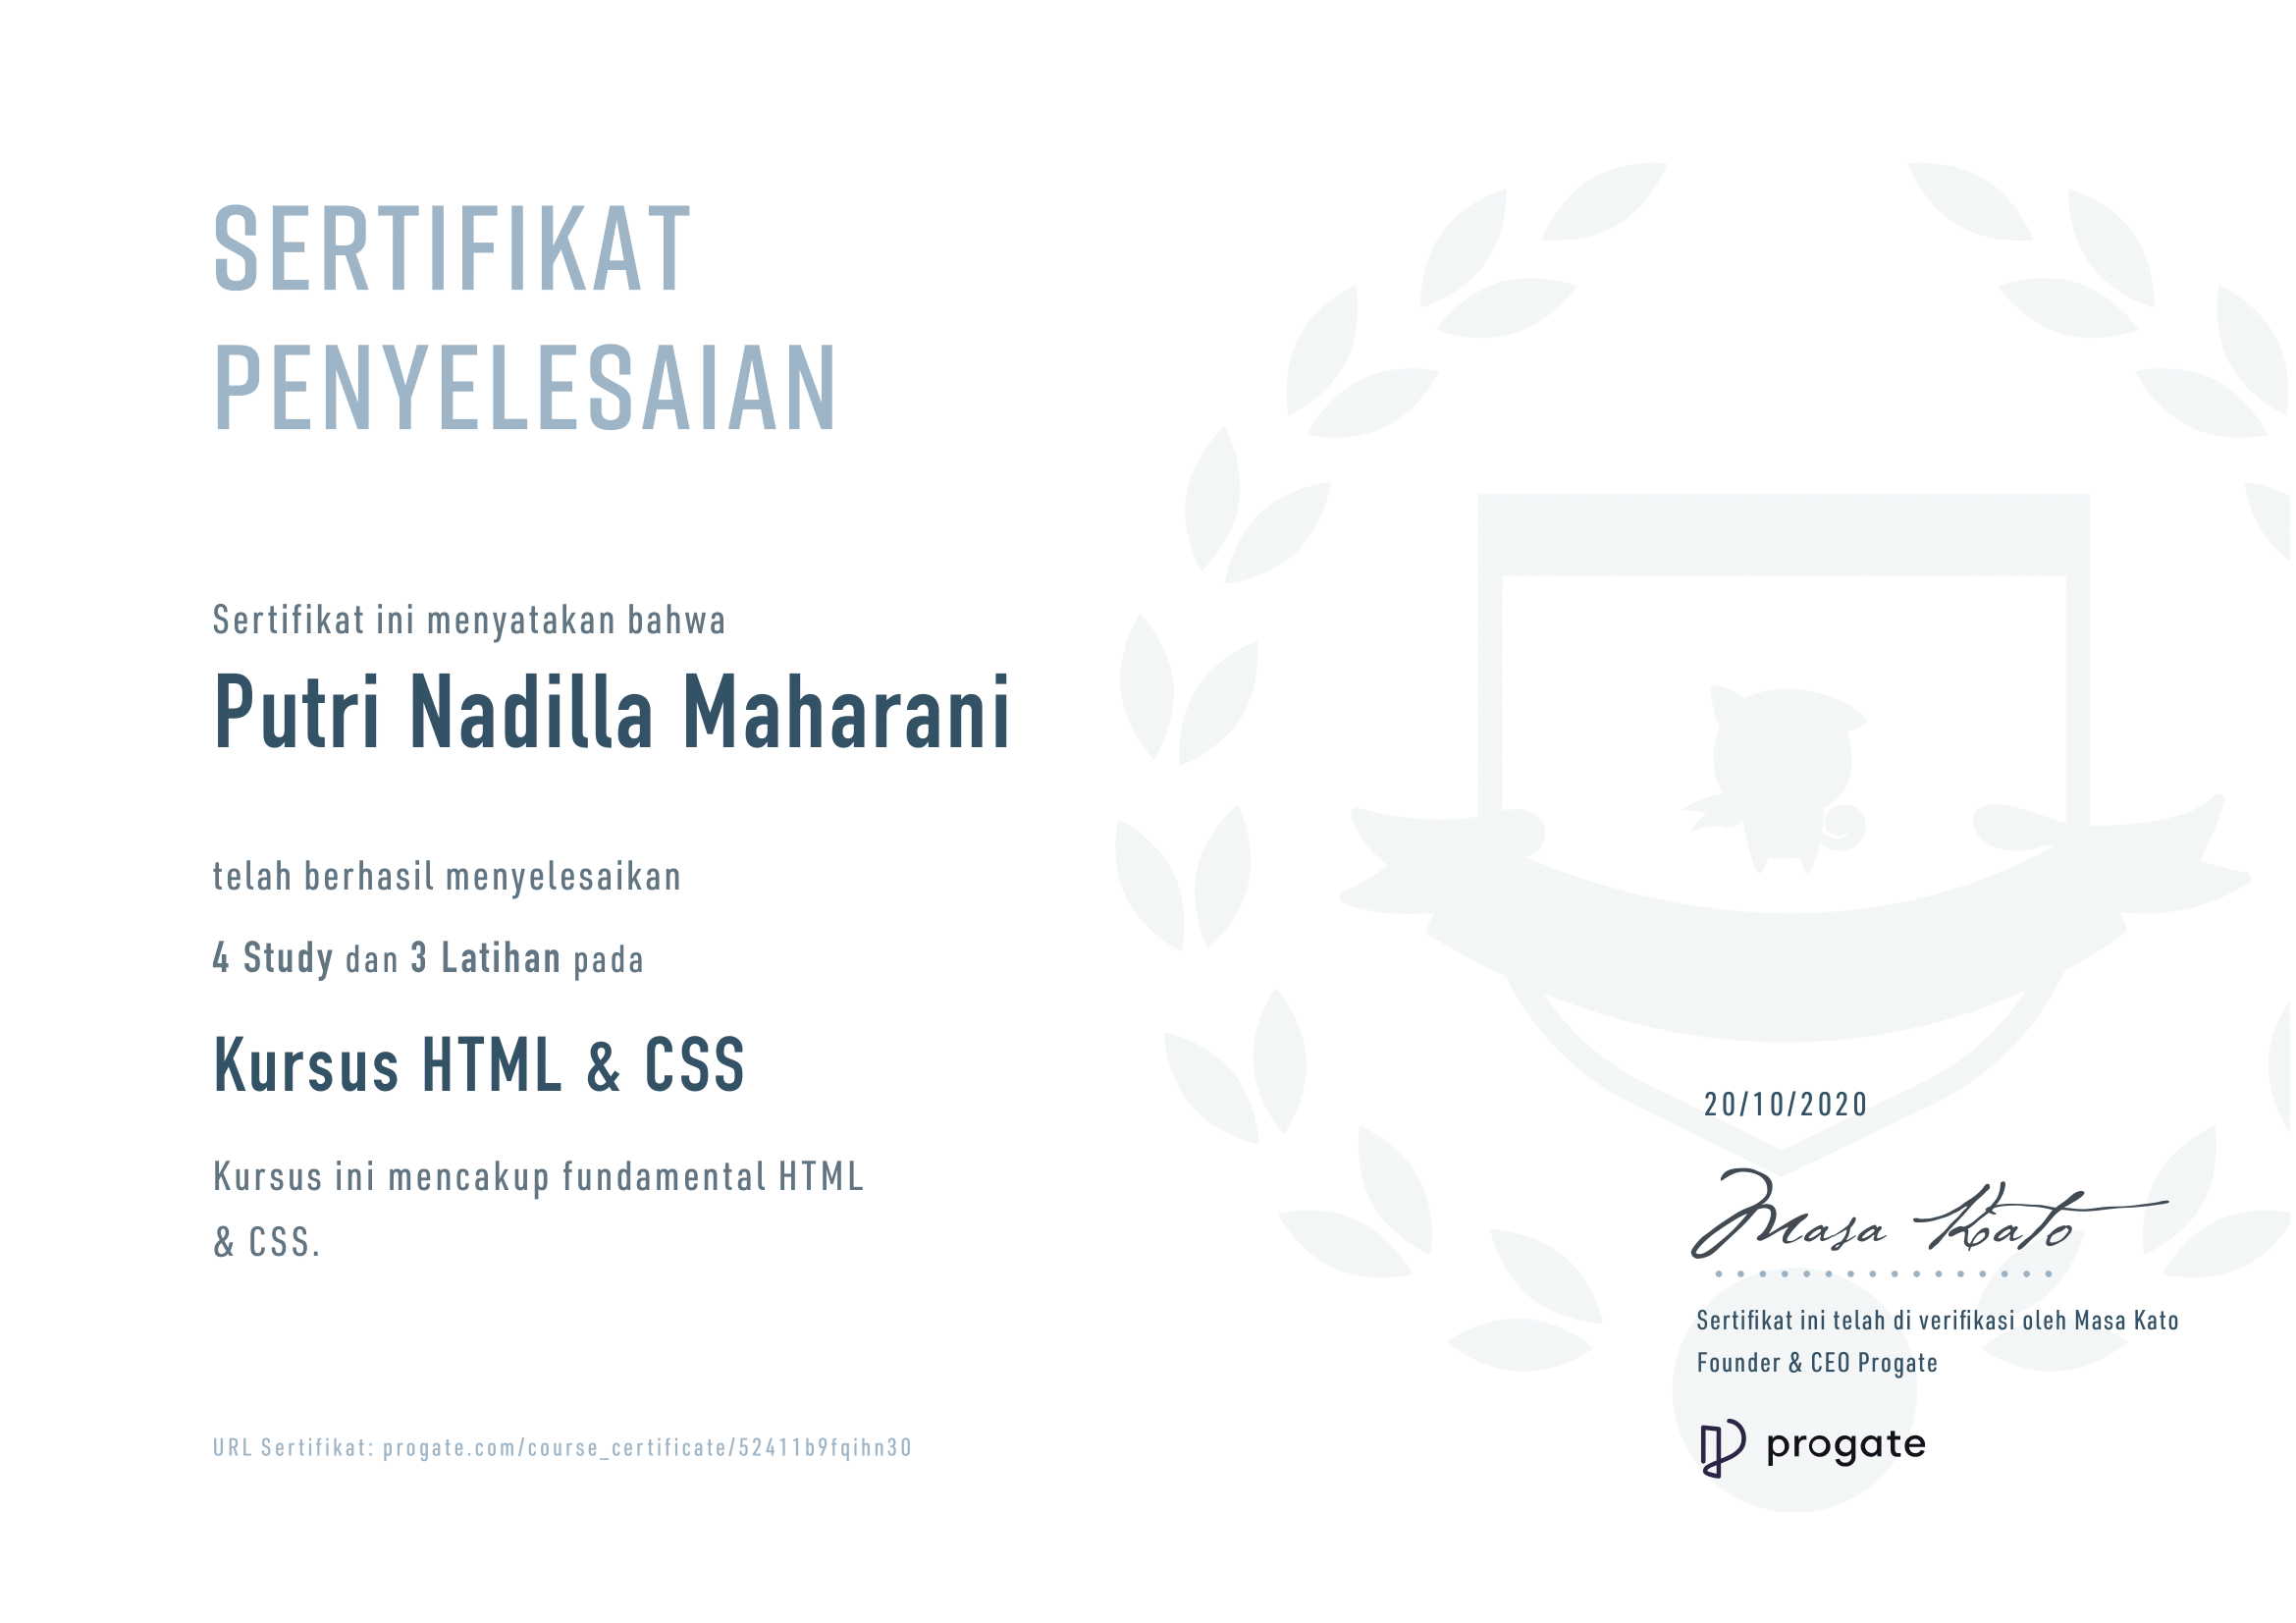 SERTIFIKAT
PENYELESAIAN
Sertifikat ini menyatakan bahwa
Putri Nadilla Maharani
telah berhasil menyelesaikan
4 Study dan 3 Latihan pada
Kursus HTML & CSS
Kursus ini mencakup fundamental HTML
& CSS.
URL Sertifikat: progate.com/course_certificate/52411b9fqihn30
20/10/2020
Masa Kato
Sertifikat ini telah di verifikasi oleh Masa Kato
Founder & CEO Progate
progate